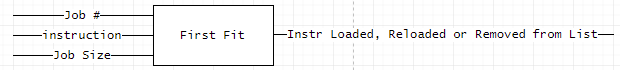 Job #
instruction
Job Size
First Fit
Instr Loaded, Reloaded or Removed from List